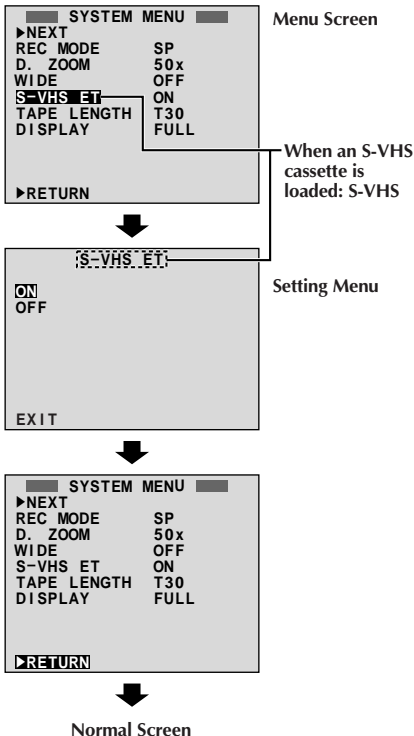 SYSTEM MENU
▶NEXT
REC MODE SP
D. ZOOM 50x
WIDE OFF
S-VHS ET ON
TAPE LENGTH T30
DISPLAY FULL
▶RETURN
Menu Screen
When an S-VHS
cassette is
loaded: S-VHS
S-VHS ET
ON
OFF
EXIT
Setting Menu
SYSTEM MENU
▶NEXT
REC MODE SP
D. ZOOM 50x
WIDE OFF
S-VHS ET ON
TAPE LENGTH T30
DISPLAY FULL
▶RETURN
Normal Screen